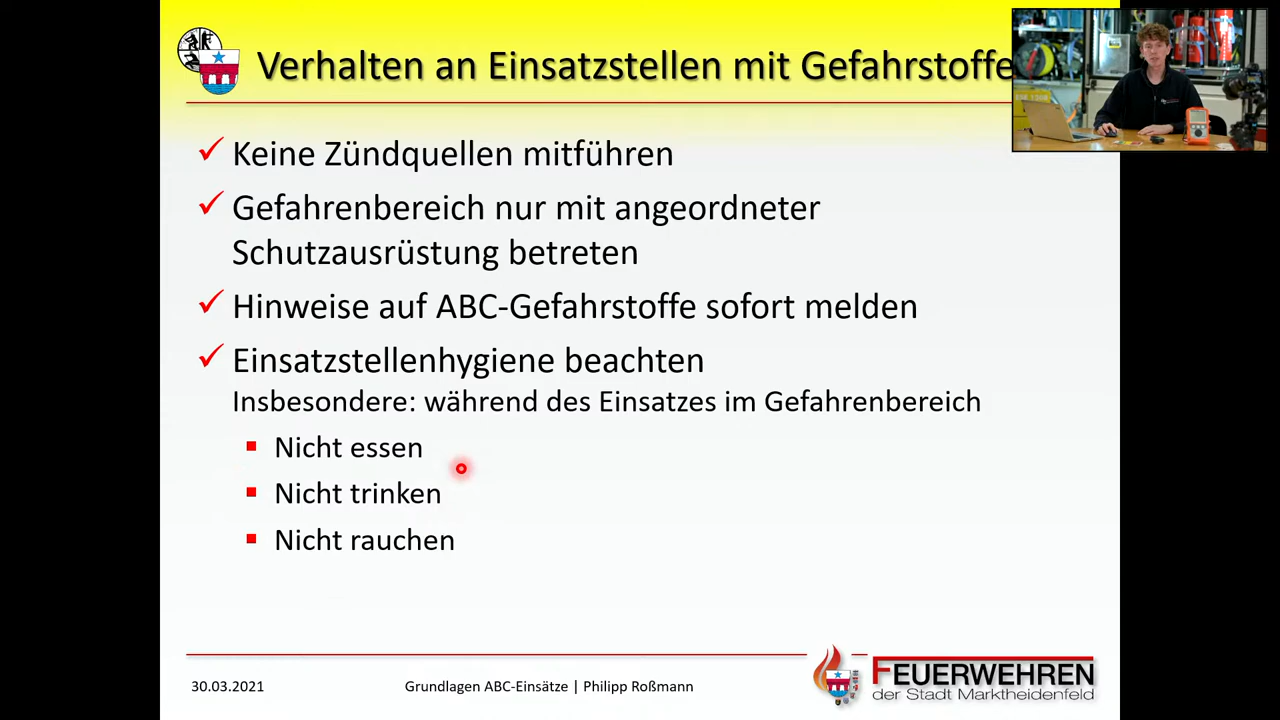 Verhalten an Einsatzstellen mit Gefahrstoffe
Keine Zündquellen mitführen
Gefahrenbereich nur mit angeordneter
Schutzausrüstung betreten
Hinweise auf ABC-Gefahrstoffe sofort melden
Einsatzstellenhygiene beachten
Insbesondere: während des Einsatzes im Gefahrenbereich
Nicht essen
Nicht trinken
Nicht rauchen
30.03.2021
Grundlagen ABC-Einsätze | Philipp Roßmann
FEUERWEHREN
der Stadt Marktheidenfeld